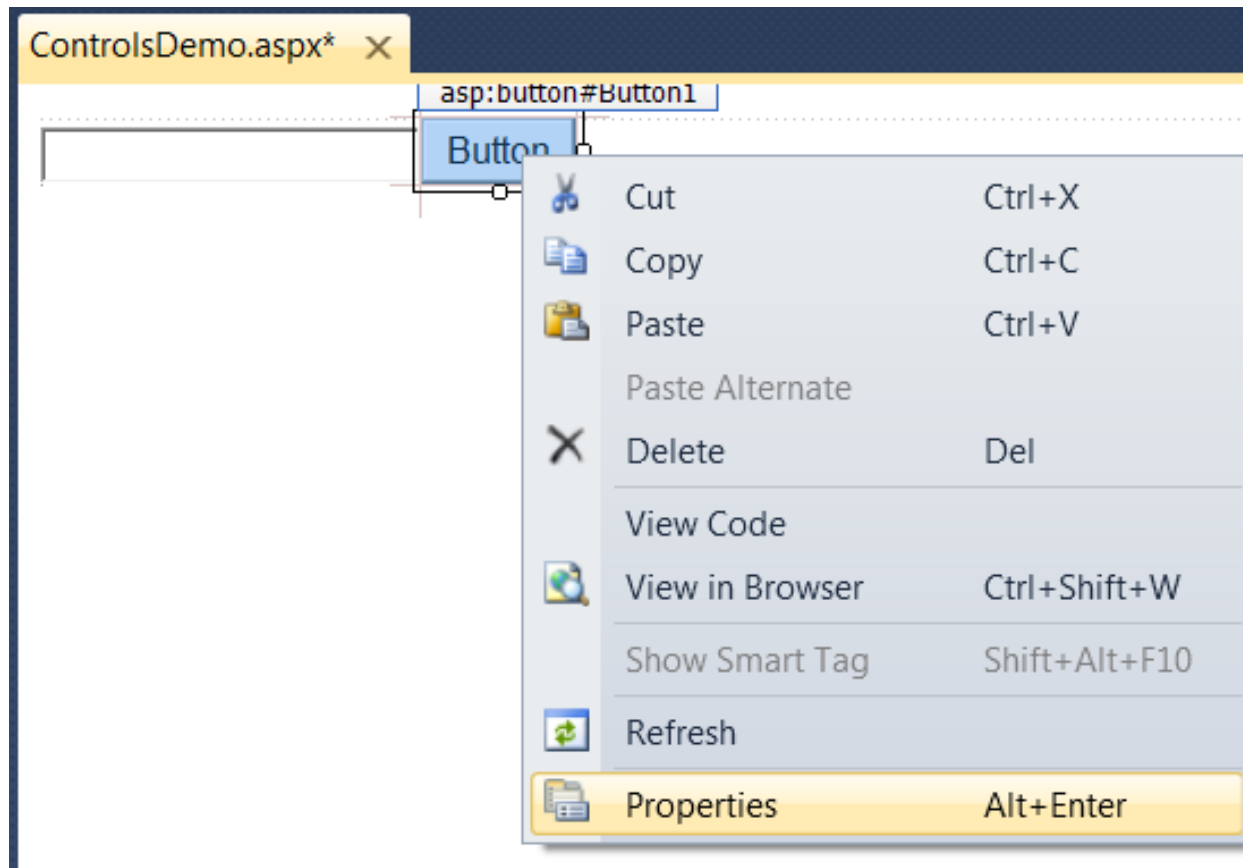 ControlsDemo.aspx*
asp:button#Button1
Button
Cut Ctrl+X
Copy Ctrl+C
Paste Ctrl+V
Paste Alternate
Delete Del
View Code
View in Browser Ctrl+Shift+W
Show Smart Tag Shift+Alt+F10
Refresh
Properties Alt+Enter